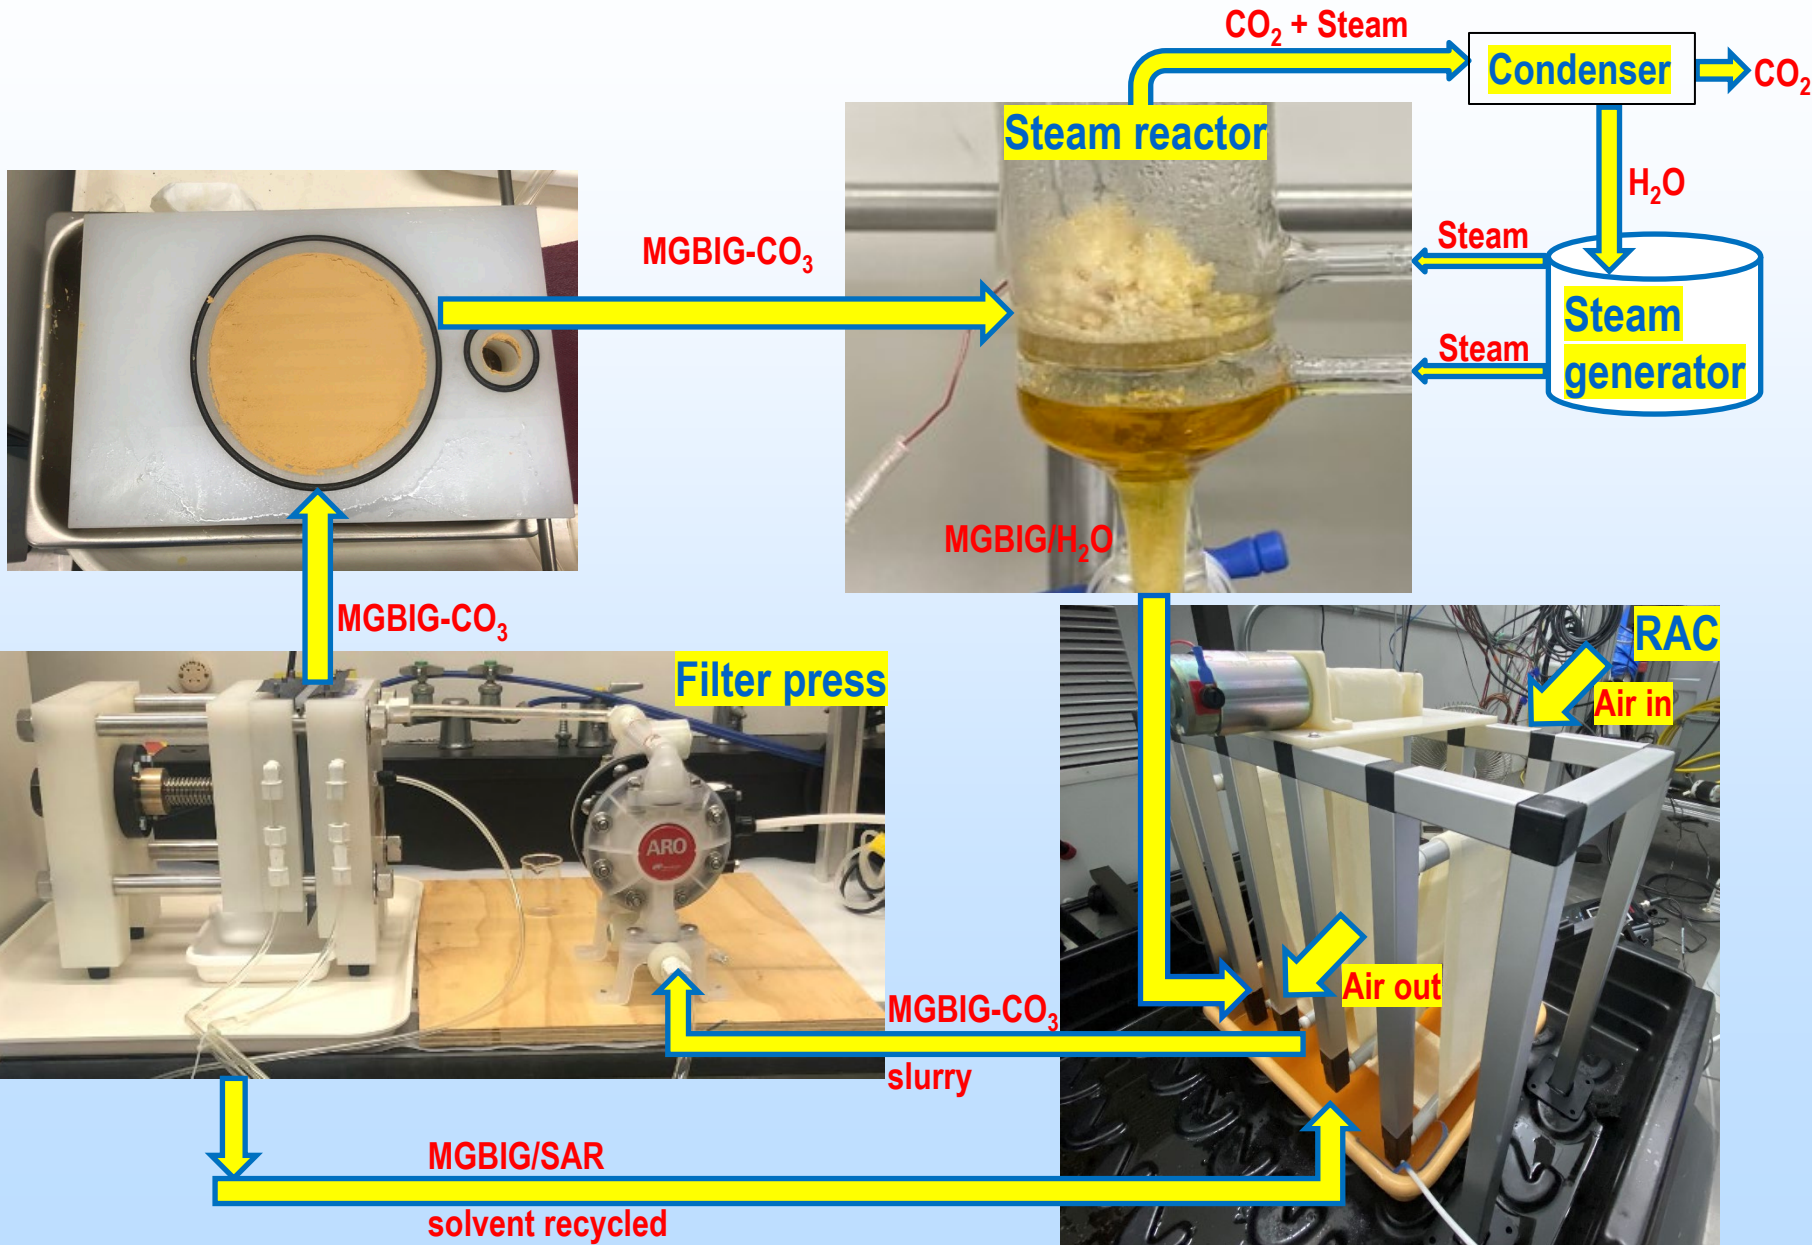 CO₂ + Steam
Condenser
CO₂
Steam reactor
H₂O
MGBIG-CO₃
Steam
Steam
generator
Steam
MGBIG/H₂O
MGBIG-CO₃
RAC
Filter press
Air in
ARO
Air out
MGBIG-CO₃
slurry
MGBIG/SAR
solvent recycled